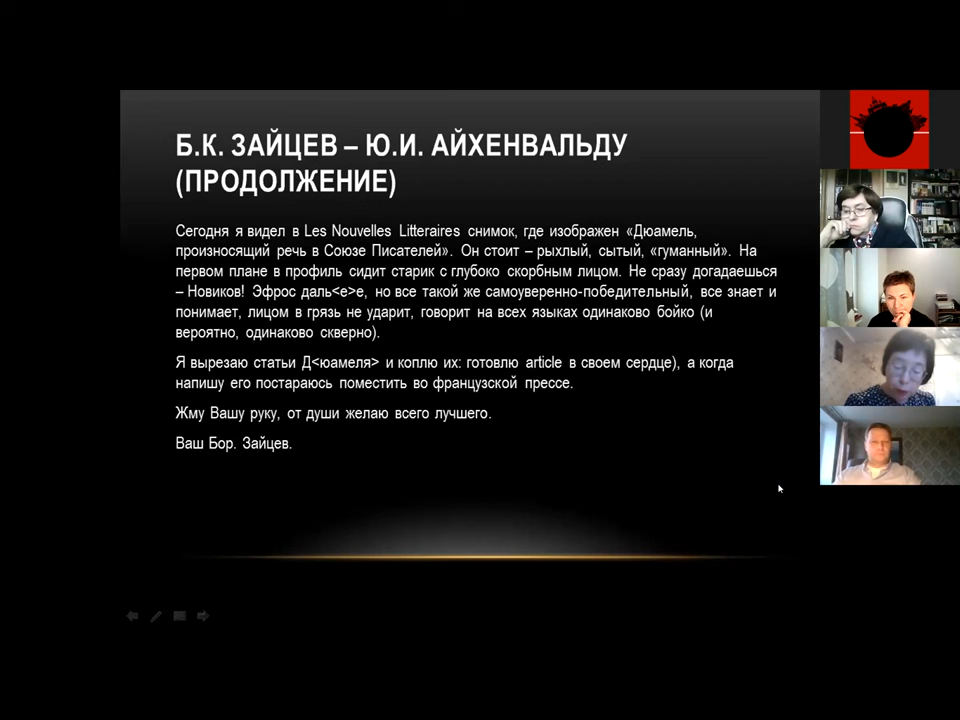 Б.К. ЗАЙЦЕВ – Ю.И. АЙХЕНВАЛЬДУ
(ПРОДОЛЖЕНИЕ)
Сегодня я видел в Les Nouvelles Litteraires снимок, где изображен «Дюамель,
произносящий речь в Союзе Писателей». Он стоит – рыхлый, сытый, «гуманный». На
первом плане в профиль сидит старик с глубоко скорбным лицом. Не сразу догадаешься
– Новиков! Эфрос даль<е>е, но все такой же самоуверенно-победительный, все знает и
понимает, лицом в грязь не ударит, говорит на всех языках одинаково бойко (и
вероятно, одинаково скверно).
Я вырезаю статьи Д<юамеля> и коплю их: готовлю article в своем сердце), а когда
напишу его постараюсь поместить во французской прессе.
Жму Вашу руку, от души желаю всего лучшего.
Ваш Бор. Зайцев.